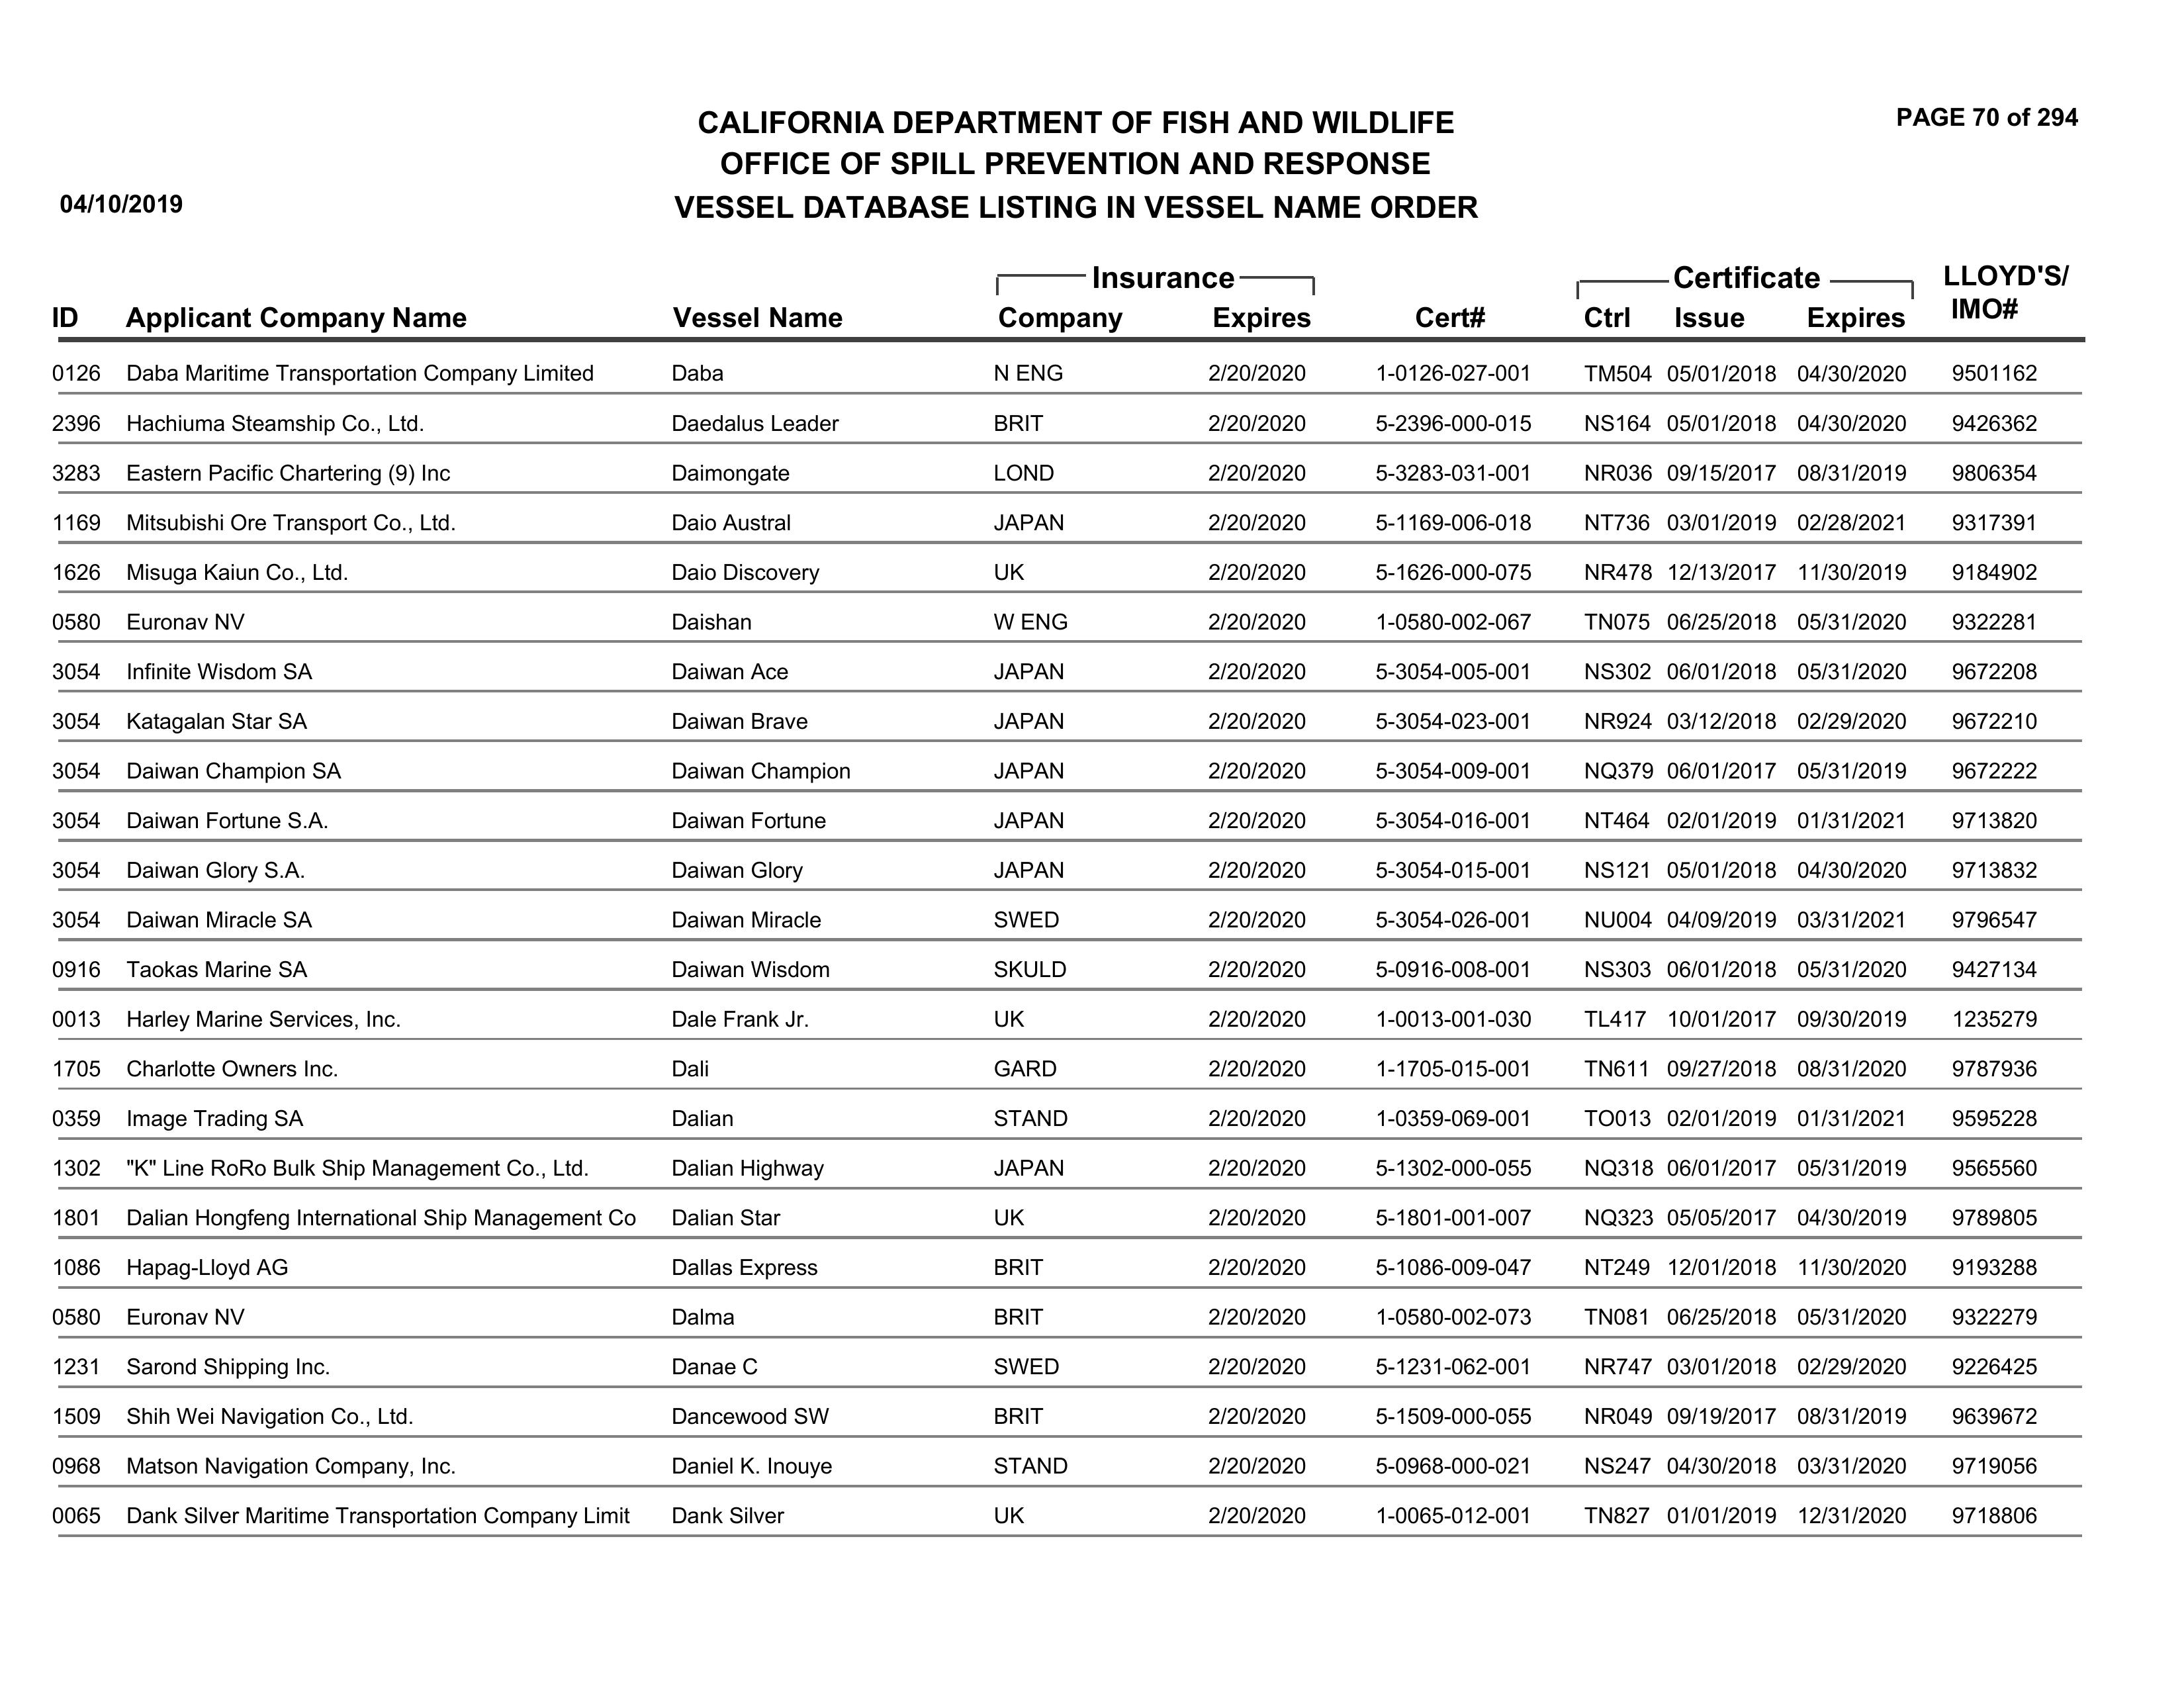 CALIFORNIA DEPARTMENT OF FISH AND WILDLIFE
PAGE 70 of 294
OFFICE OF SPILL PREVENTION AND RESPONSE
04/10/2019
VESSEL DATABASE LISTING IN VESSEL NAME ORDER
Insurance Certificate LLOYD'S/
ID Applicant Company Name Vessel Name Company Expires Cert# Ctrl Issue Expires IMO#
0126 Daba Maritime Transportation Company Limited Daba N ENG 2/20/2020 1-0126-027-001 TM504 05/01/2018 04/30/2020 9501162
2396 Hachiuma Steamship Co., Ltd. Daedalus Leader BRIT 2/20/2020 5-2396-000-015 NS164 05/01/2018 04/30/2020 9426362
3283 Eastern Pacific Chartering (9) Inc Daimongate LOND 2/20/2020 5-3283-031-001 NR036 09/15/2017 08/31/2019 9806354
1169 Mitsubishi Ore Transport Co., Ltd. Daio Austral JAPAN 2/20/2020 5-1169-006-018 NT736 03/01/2019 02/28/2021 9317391
1626 Misuga Kaiun Co., Ltd. Daio Discovery UK 2/20/2020 5-1626-000-075 NR478 12/13/2017 11/30/2019 9184902
0580 Euronav NV Daishan W ENG 2/20/2020 1-0580-002-067 TN075 06/25/2018 05/31/2020 9322281
3054 Infinite Wisdom SA Daiwan Ace JAPAN 2/20/2020 5-3054-005-001 NS302 06/01/2018 05/31/2020 9672208
3054 Katagalan Star SA Daiwan Brave JAPAN 2/20/2020 5-3054-023-001 NR924 03/12/2018 02/29/2020 9672210
3054 Daiwan Champion SA Daiwan Champion JAPAN 2/20/2020 5-3054-009-001 NQ379 06/01/2017 05/31/2019 9672222
3054 Daiwan Fortune S.A. Daiwan Fortune JAPAN 2/20/2020 5-3054-016-001 NT464 02/01/2019 01/31/2021 9713820
3054 Daiwan Glory S.A. Daiwan Glory JAPAN 2/20/2020 5-3054-015-001 NS121 05/01/2018 04/30/2020 9713832
3054 Daiwan Miracle SA Daiwan Miracle SWED 2/20/2020 5-3054-026-001 NU004 04/09/2019 03/31/2021 9796547
0916 Taokas Marine SA Daiwan Wisdom SKULD 2/20/2020 5-0916-008-001 NS303 06/01/2018 05/31/2020 9427134
0013 Harley Marine Services, Inc. Dale Frank Jr. UK 2/20/2020 1-0013-001-030 TL417 10/01/2017 09/30/2019 1235279
1705 Charlotte Owners Inc. Dali GARD 2/20/2020 1-1705-015-001 TN611 09/27/2018 08/31/2020 9787936
0359 Image Trading SA Dalian STAND 2/20/2020 1-0359-069-001 TO013 02/01/2019 01/31/2021 9595228
1302 "K" Line RoRo Bulk Ship Management Co., Ltd. Dalian Highway JAPAN 2/20/2020 5-1302-000-055 NQ318 06/01/2017 05/31/2019 9565560
1801 Dalian Hongfeng International Ship Management Co Dalian Star UK 2/20/2020 5-1801-001-007 NQ323 05/05/2017 04/30/2019 9789805
1086 Hapag-Lloyd AG Dallas Express BRIT 2/20/2020 5-1086-009-047 NT249 12/01/2018 11/30/2020 9193288
0580 Euronav NV Dalma BRIT 2/20/2020 1-0580-002-073 TN081 06/25/2018 05/31/2020 9322279
1231 Sarond Shipping Inc. Danae C SWED 2/20/2020 5-1231-062-001 NR747 03/01/2018 02/29/2020 9226425
1509 Shih Wei Navigation Co., Ltd. Dancewood SW BRIT 2/20/2020 5-1509-000-055 NR049 09/19/2017 08/31/2019 9639672
0968 Matson Navigation Company, Inc. Daniel K. Inouye STAND 2/20/2020 5-0968-000-021 NS247 04/30/2018 03/31/2020 9719056
0065 Dank Silver Maritime Transportation Company Limit Dank Silver UK 2/20/2020 1-0065-012-001 TN827 01/01/2019 12/31/2020 9718806